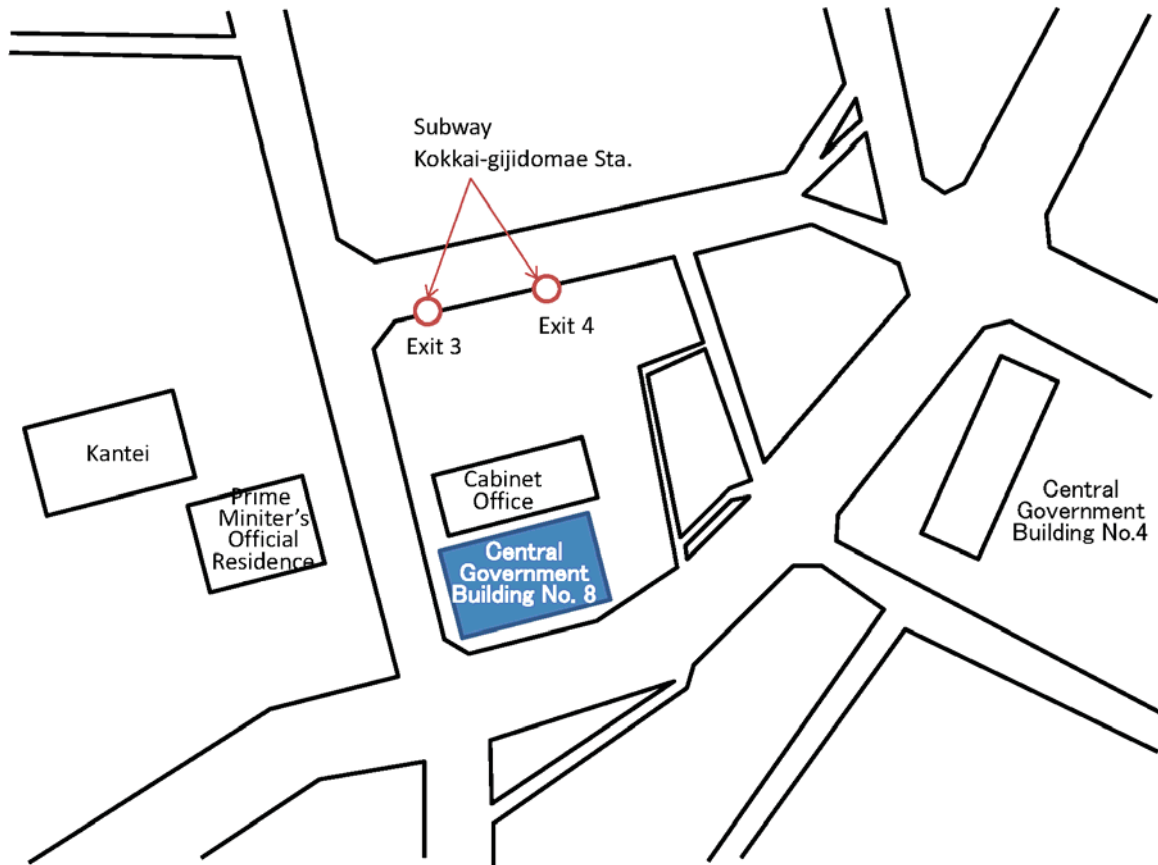 Subway
Kokkai-gijidomae Sta.
Exit 4
Exit 3
Kantei
Prime
Miniter's
Official
Residence
Cabinet
Office
Central
Government
Building No. 8
Central
Government
Building No.4